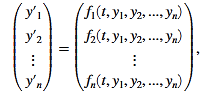 y'₁ = f₁(t, y₁, y₂, ..., yₙ)
y'₂ = f₂(t, y₁, y₂, ..., yₙ)
⋮ ⋮
y'ₙ = fₙ(t, y₁, y₂, ..., yₙ) ,